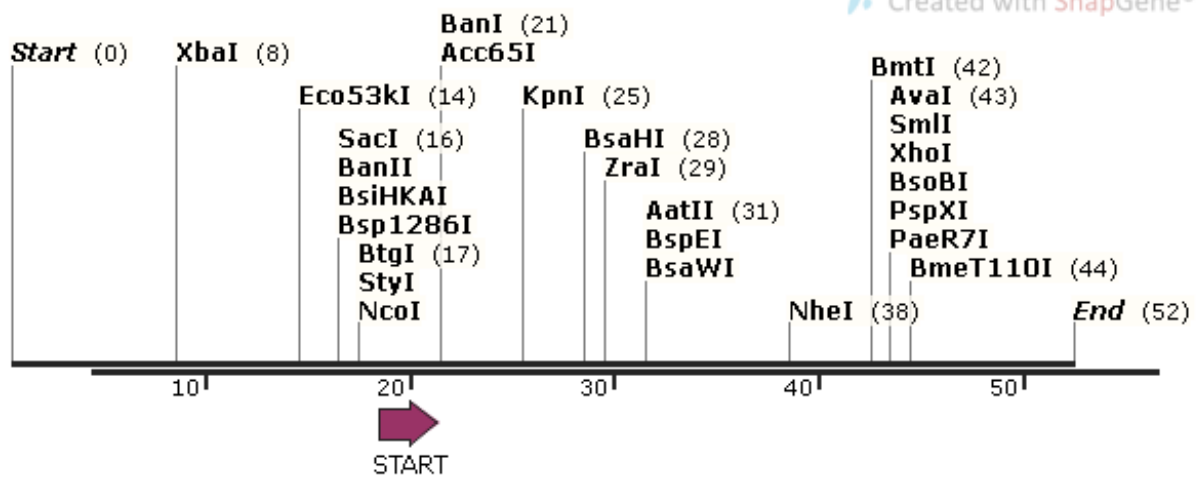 Created with SnapGene
Start (0)
XbaI (8)
Eco53kI (14)
SacI (16)
BanII
BsiHKAI
Bsp1286I
BtgI (17)
StyI
NcoI
BanI (21)
Acc65I
KpnI (25)
BsaHI (28)
ZraI (29)
AatII (31)
BspEI
BsaWI
NheI (38)
BmtI (42)
AvaI (43)
SmlI
XhoI
BsoBI
PspXI
PaeR7I
BmeT110I (44)
End (52)
10
20
30
40
50
START